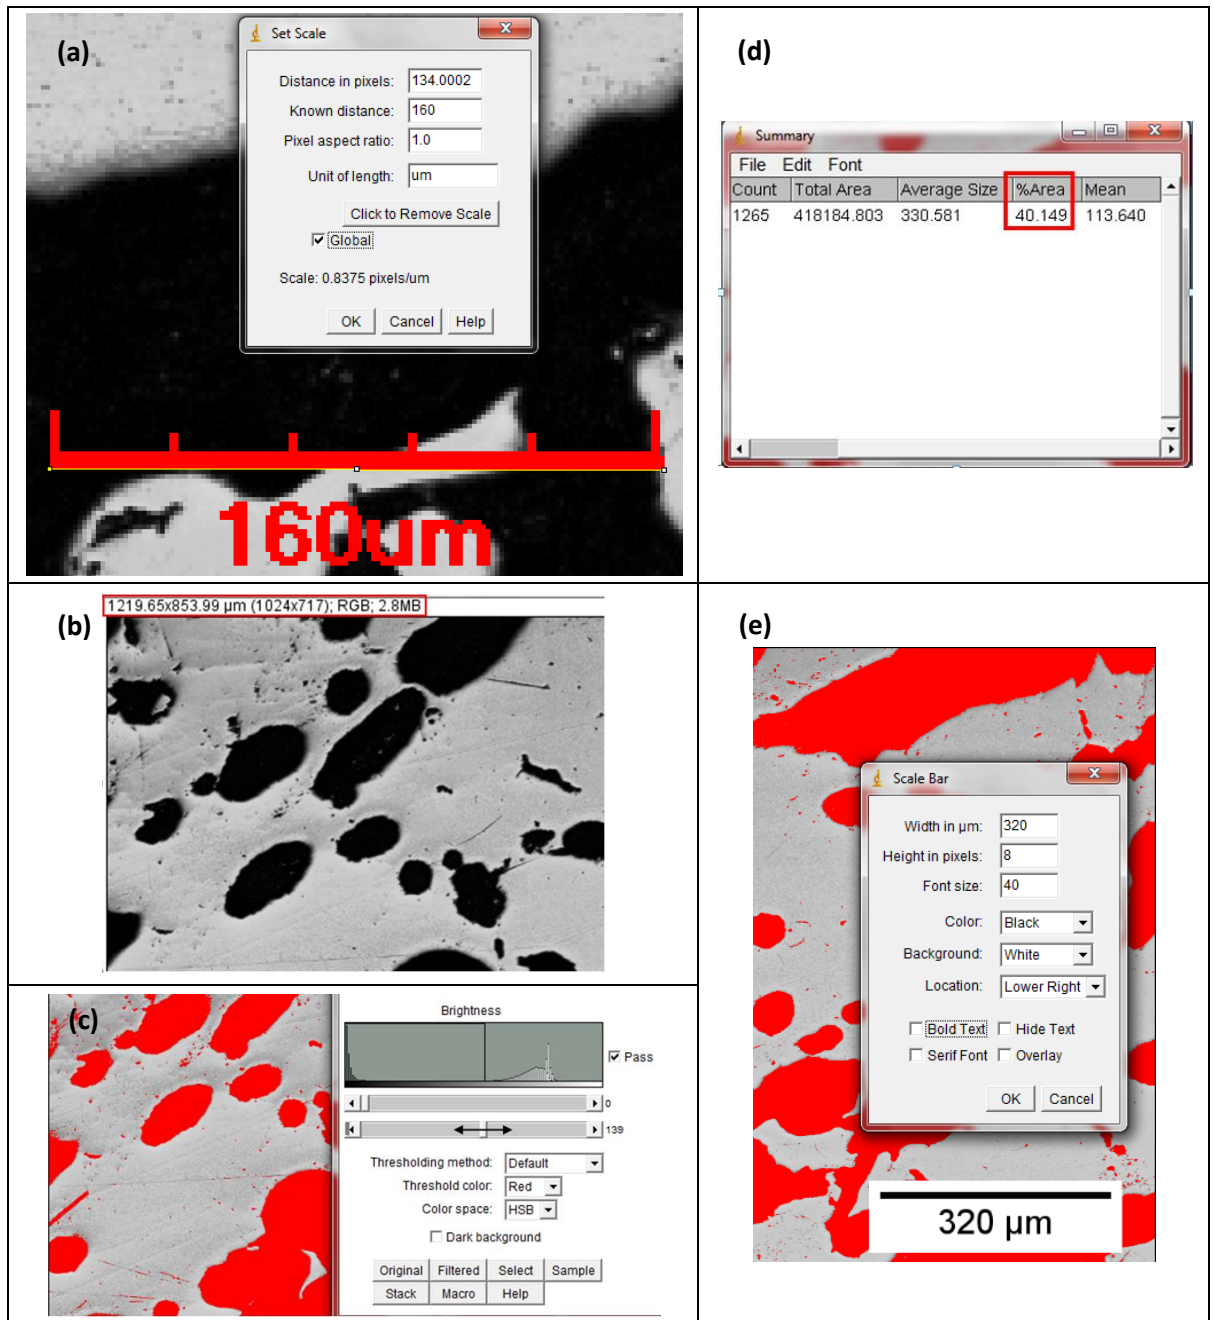 (a)
Set Scale
Distance in pixels: 134.0002
Known distance: 160
Pixel aspect ratio: 1.0
Unit of length: um
Click to Remove Scale
Global
Scale: 0.8375 pixels/um
OK Cancel Help
160um
(b)
1219.65x853.99 µm (1024x717); RGB; 2.8MB
(c)
Brightness
Pass
0
139
Thresholding method: Default
Threshold color: Red
Color space: HSB
Dark background
Original Filtered Select Sample
Stack Macro Help
(d)
Summary
File Edit Font
Count Total Area Average Size %Area Mean
1265 418184.803 330.581 40.149 113.640
(e)
Scale Bar
Width in µm: 320
Height in pixels: 8
Font size: 40
Color: Black
Background: White
Location: Lower Right
Bold Text Hide Text
Serif Font Overlay
OK Cancel
320 µm